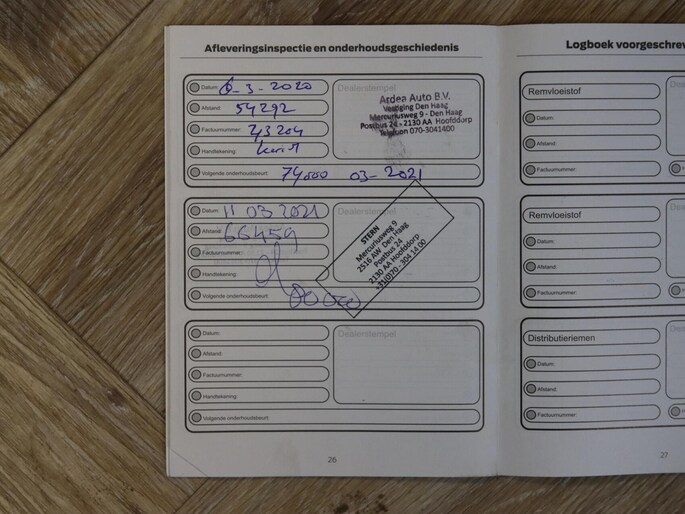 Afleveringsinspectie en onderhoudsgeschiedenis
Datum: 6-3-2020
Afstand: 54292
Factuurnummer: 43204
Handtekening:
Volgende onderhoudsbeurt: 74000 03-2021
Dealerstempel
Ardea Auto B.V.
Vestiging Den Haag
Mercuriusweg 9 - Den Haag
Postbus 24 - 2130 AA Hoofddorp
Telefoon 070-3041400
Datum: 11 03 2021
Afstand: 66459
Factuurnummer:
Handtekening:
Volgende onderhoudsbeurt:
Dealerstempel
STERN
Mercuriusweg 9
2516 AW Den Haag
Postbus 24
2130 AA Hoofddorp
+31(0)70 - 304 14 00
Datum:
Afstand:
Factuurnummer:
Handtekening:
Volgende onderhoudsbeurt:
Dealerstempel
26
Logboek
Remvloeistof
Datum:
Afstand:
Factuurnummer:
Remvloeistof
Datum:
Afstand:
Factuurnummer:
Distributieriemen
Datum:
Afstand:
Factuurnummer:
27